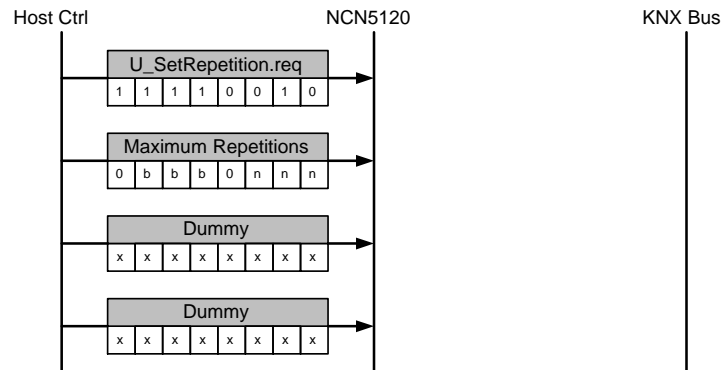 Host Ctrl NCN5120 KNX Bus
U_SetRepetition.req
1 1 1 1 0 0 1 0
Maximum Repetitions
0 b b b 0 n n n
Dummy
x x x x x x x x
Dummy
x x x x x x x x